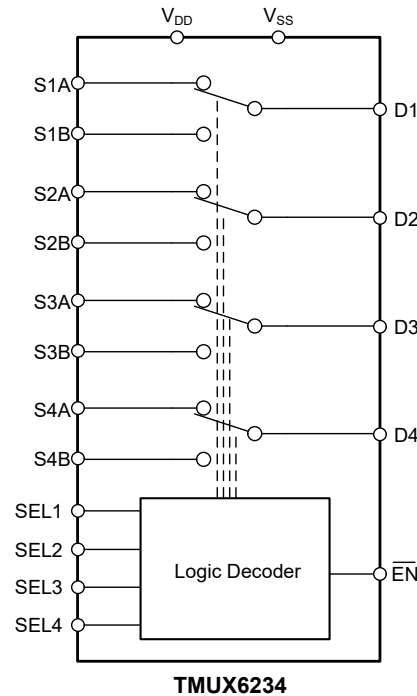 VDD VSS
S1A
D1
S1B
S2A
D2
S2B
S3A
D3
S3B
S4A
D4
S4B
SEL1
SEL2
Logic Decoder
EN
SEL3
SEL4
TMUX6234